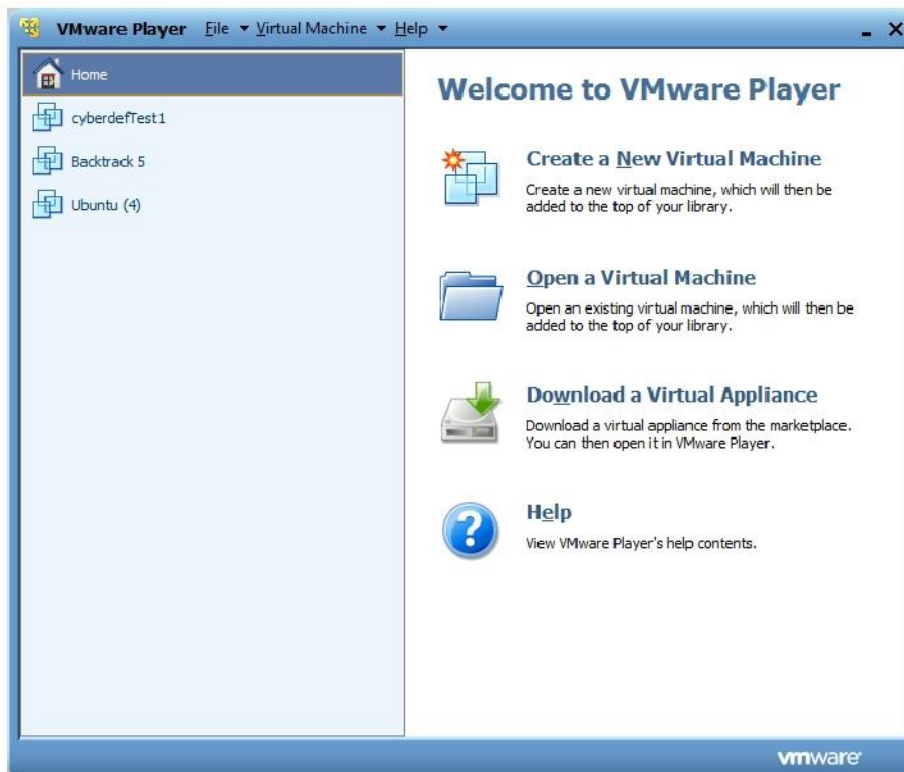 VMware Player File Virtual Machine Help
Home
cyberdefTest1
Backtrack 5
Ubuntu (4)
Welcome to VMware Player
Create a New Virtual Machine
Create a new virtual machine, which will then be
added to the top of your library.
Open a Virtual Machine
Open an existing virtual machine, which will then be
added to the top of your library.
Download a Virtual Appliance
Download a virtual appliance from the marketplace.
You can then open it in VMware Player.
Help
View VMware Player's help contents.
vmware